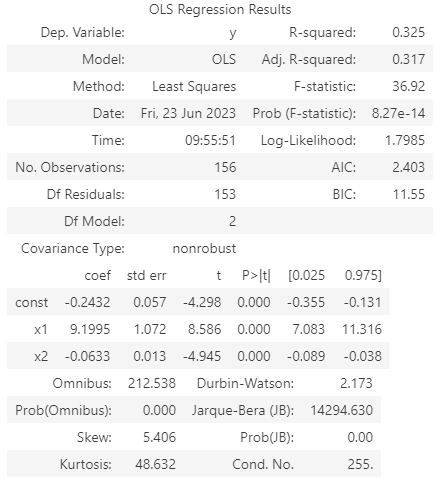 OLS Regression Results
Dep. Variable: y R-squared: 0.325
Model: OLS Adj. R-squared: 0.317
Method: Least Squares F-statistic: 36.92
Date: Fri, 23 Jun 2023 Prob (F-statistic): 8.27e-14
Time: 09:55:51 Log-Likelihood: 1.7985
No. Observations: 156 AIC: 2.403
Df Residuals: 153 BIC: 11.55
Df Model: 2
Covariance Type: nonrobust
coef std err t P>|t| [0.025 0.975]
const -0.2432 0.057 -4.298 0.000 -0.355 -0.131
x1 9.1995 1.072 8.586 0.000 7.083 11.316
x2 -0.0633 0.013 -4.945 0.000 -0.089 -0.038
Omnibus: 212.538 Durbin-Watson: 2.173
Prob(Omnibus): 0.000 Jarque-Bera (JB): 14294.630
Skew: 5.406 Prob(JB): 0.00
Kurtosis: 48.632 Cond. No. 255.